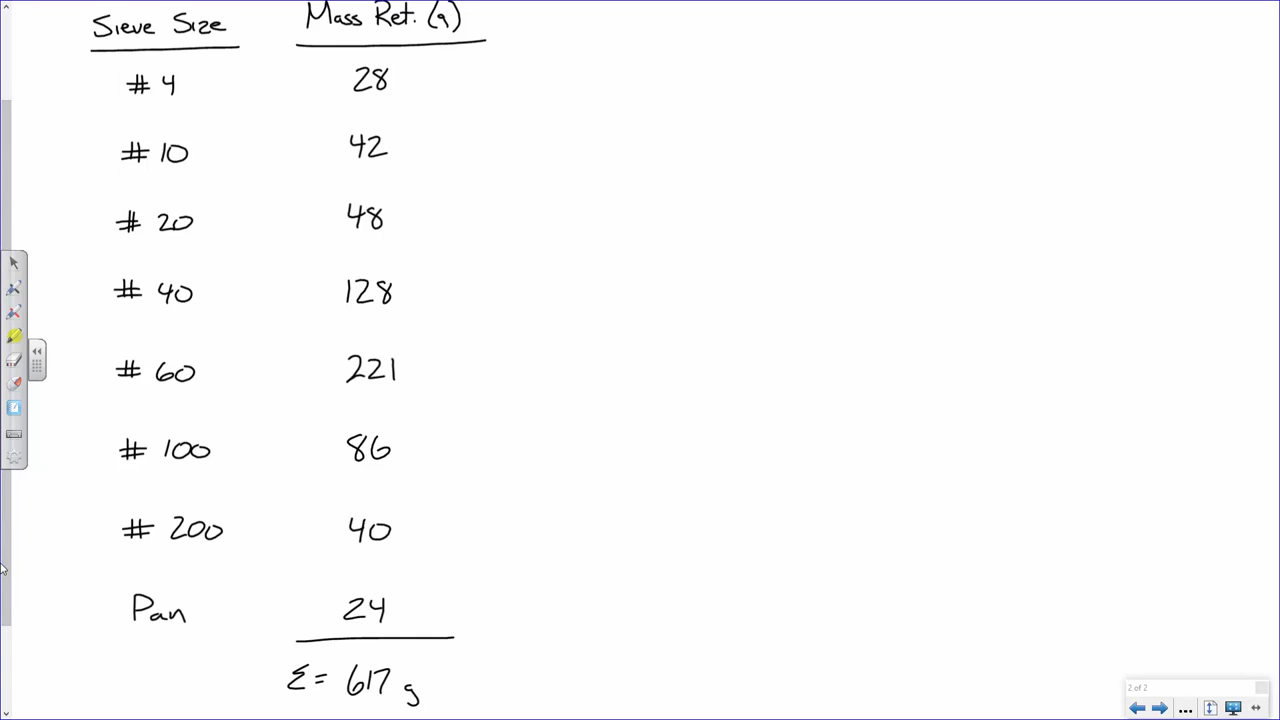 Sieve Size Mass Ret. (g)
# 4 28
# 10 42
# 20 48
# 40 128
# 60 221
# 100 86
# 200 40
Pan 24
Σ = 617 g
2 of 2